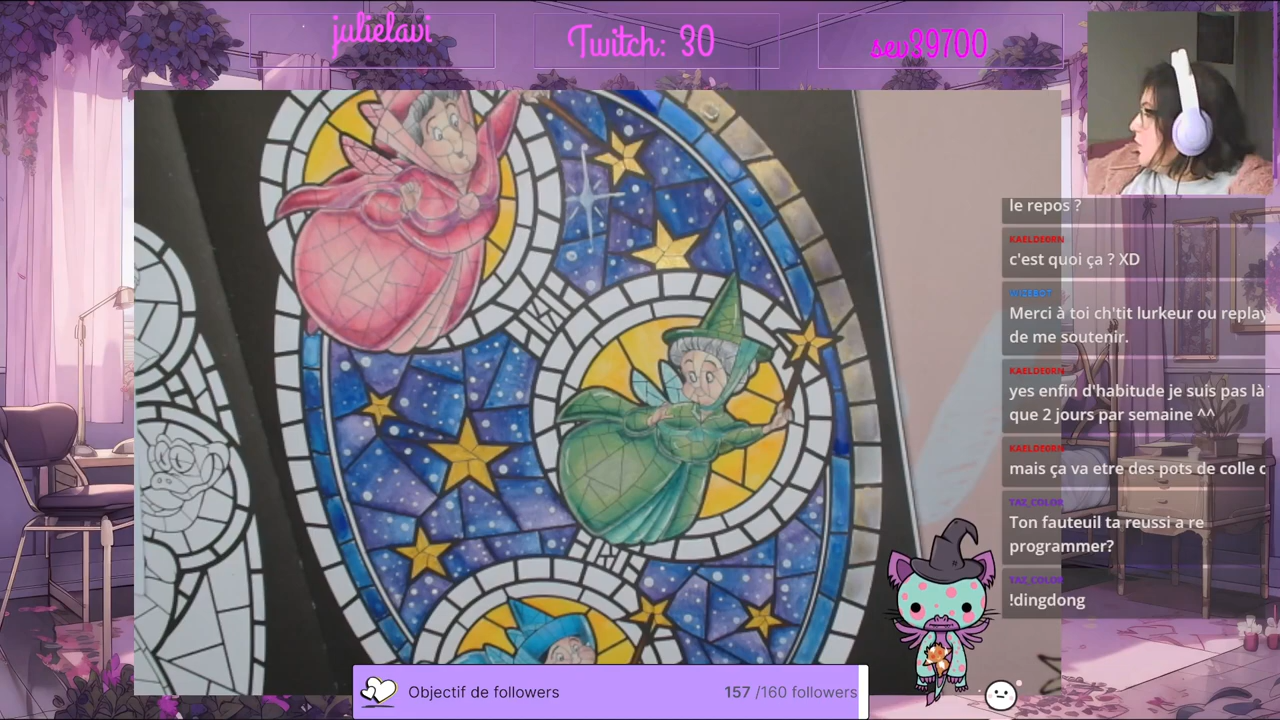 julielavi
Twitch: 30
sev39700
le repos ?
KAELDEORN
c'est quoi ça ? XD
Merci à toi ch'tit lurkeur ou replay
de me soutenir.
KAELDEORN
yes enfin d'habitude je suis pas là
que 2 jours par semaine ^^
KAELDEORN
mais ça va etre des pots de colle c
TAZ_COLOR
Ton fauteuil ta reussi a re
programmer?
TAZ_COLOR
!dingdong
Objectif de followers
157 /160 followers